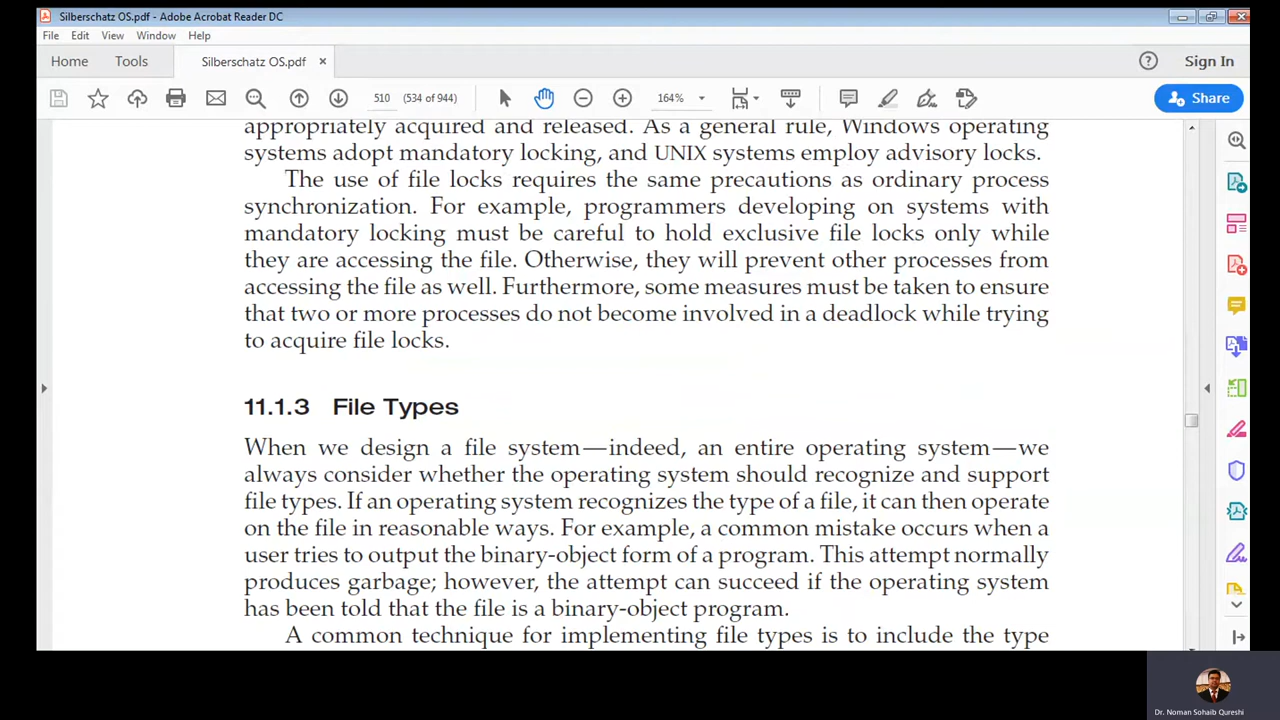 Silberschatz OS.pdf - Adobe Acrobat Reader DC
File Edit View Window Help
Home Tools Silberschatz OS.pdf × Sign In
510 (534 of 944) 164% Share
appropriately acquired and released. As a general rule, Windows operating
systems adopt mandatory locking, and UNIX systems employ advisory locks.
The use of file locks requires the same precautions as ordinary process
synchronization. For example, programmers developing on systems with
mandatory locking must be careful to hold exclusive file locks only while
they are accessing the file. Otherwise, they will prevent other processes from
accessing the file as well. Furthermore, some measures must be taken to ensure
that two or more processes do not become involved in a deadlock while trying
to acquire file locks.
11.1.3 File Types
When we design a file system—indeed, an entire operating system—we
always consider whether the operating system should recognize and support
file types. If an operating system recognizes the type of a file, it can then operate
on the file in reasonable ways. For example, a common mistake occurs when a
user tries to output the binary-object form of a program. This attempt normally
produces garbage; however, the attempt can succeed if the operating system
has been told that the file is a binary-object program.
A common technique for implementing file types is to include the type
Dr. Noman Sohaib Qureshi